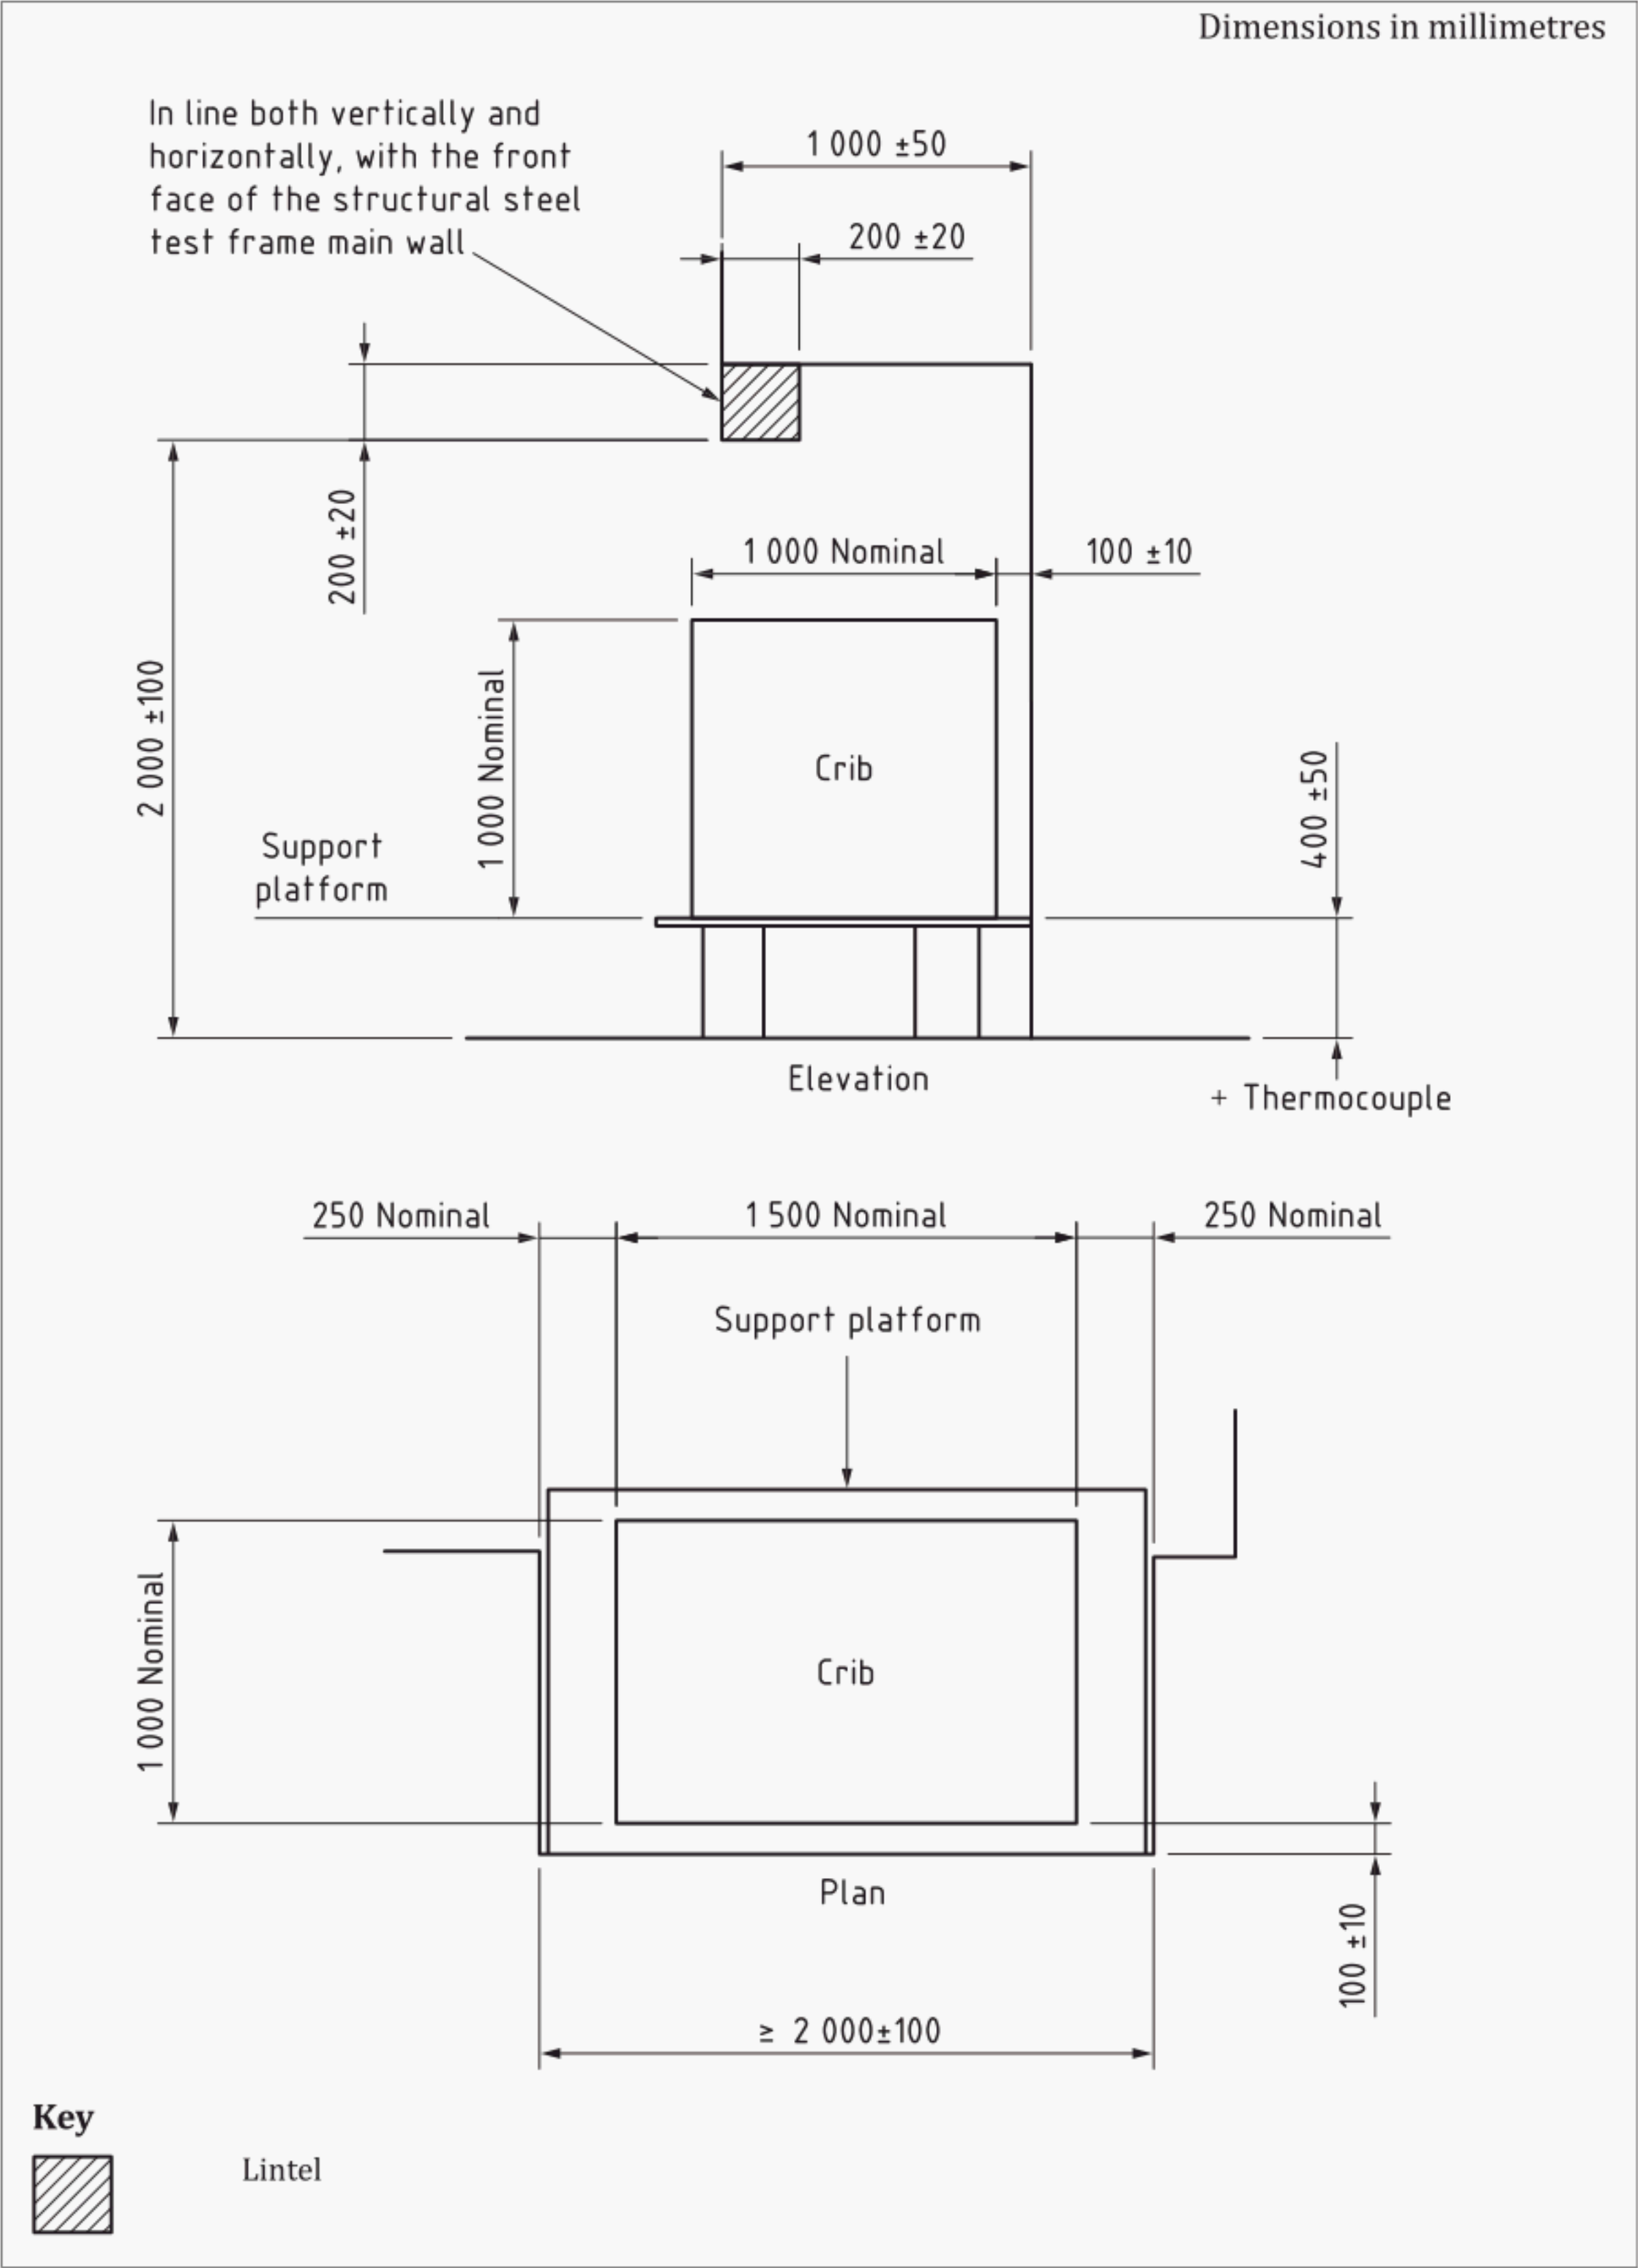 Dimensions in millimetres
In line both vertically and
horizontally, with the front
face of the structural steel
test frame main wall
1 000 ±50
200 ±20
200 ±20
1 000 Nominal
100 ±10
2 000 ±100
1 000 Nominal
Crib
400 ±50
Support
platform
Elevation
+ Thermocouple
250 Nominal
1 500 Nominal
250 Nominal
Support platform
1 000 Nominal
Crib
Plan
100 ±10
≥ 2 000±100
Key
Lintel